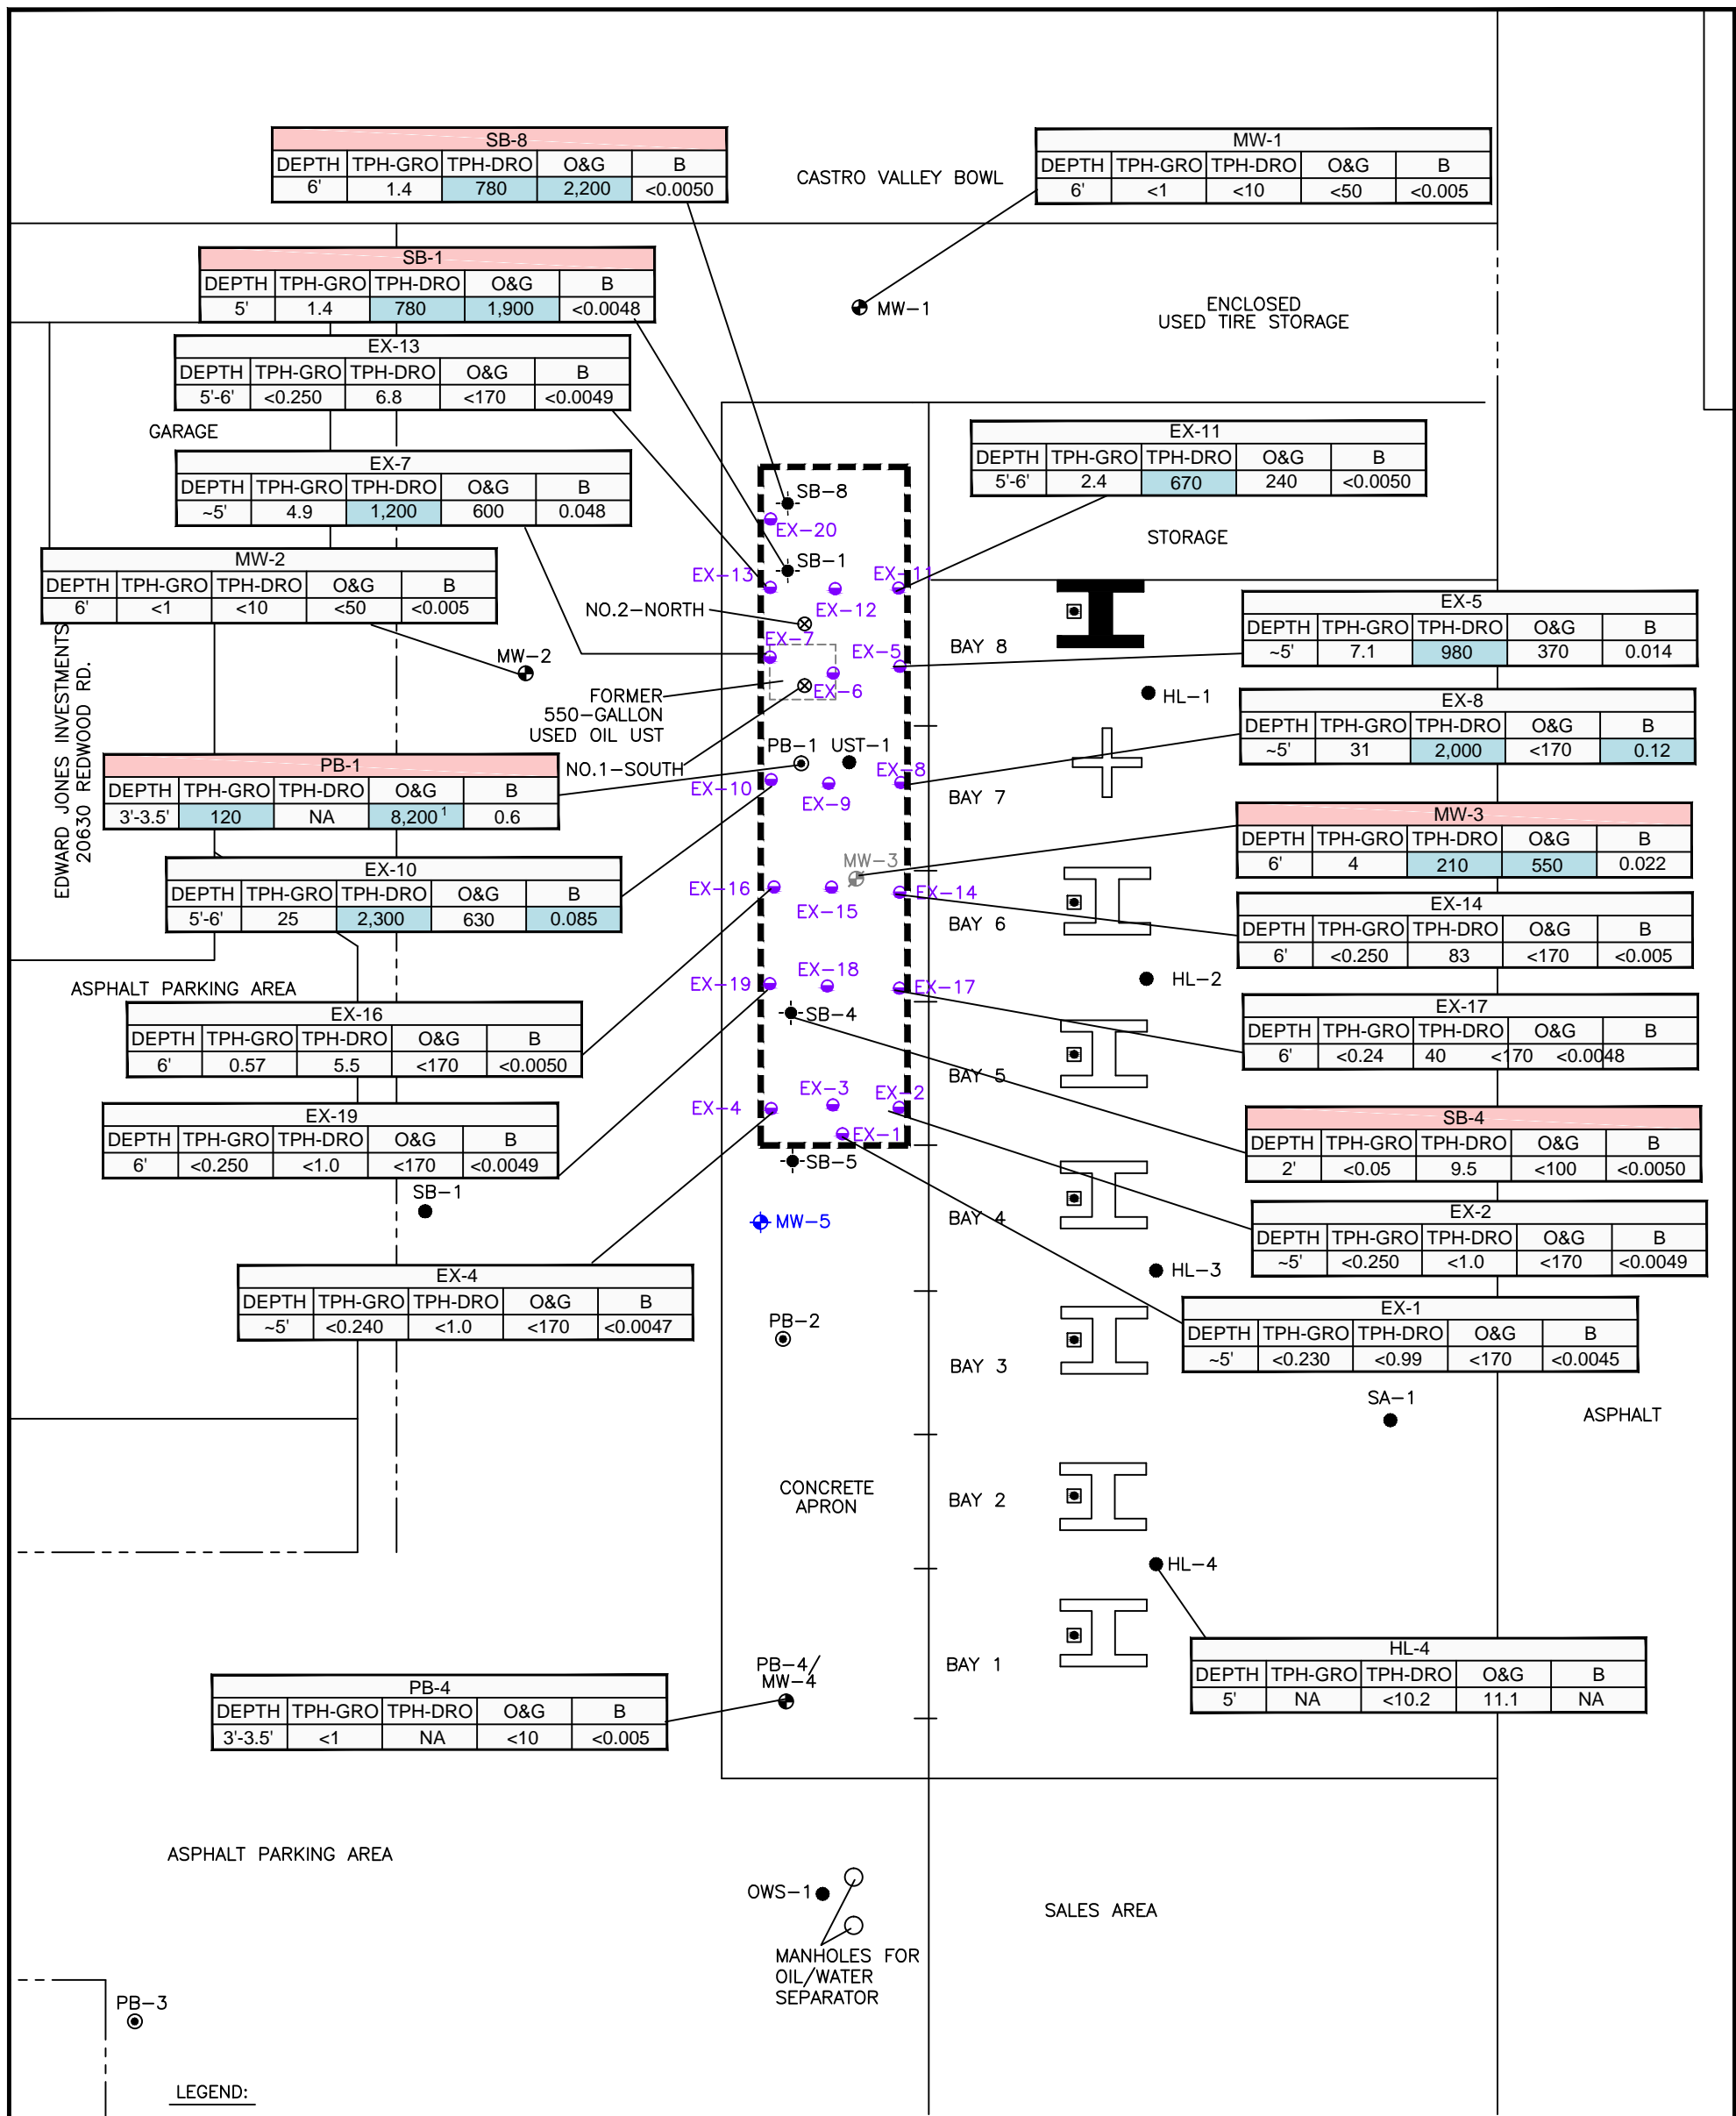 SB-8
DEPTH TPH-GRO TPH-DRO O&G B
6' 1.4 780 2,200 <0.0050
CASTRO VALLEY BOWL
MW-1
DEPTH TPH-GRO TPH-DRO O&G B
6' <1 <10 <50 <0.005
SB-1
DEPTH TPH-GRO TPH-DRO O&G B
5' 1.4 780 1,900 <0.0048
MW-1
ENCLOSED
USED TIRE STORAGE
EX-13
DEPTH TPH-GRO TPH-DRO O&G B
5'-6' <0.250 6.8 <170 <0.0049
GARAGE
EX-7
DEPTH TPH-GRO TPH-DRO O&G B
~5' 4.9 1,200 600 0.048
EX-11
DEPTH TPH-GRO TPH-DRO O&G B
5'-6' 2.4 670 240 <0.0050
STORAGE
SB-8
EX-20
SB-1
EX-13
EX-12
EX-11
MW-2
DEPTH TPH-GRO TPH-DRO O&G B
6' <1 <10 <50 <0.005
EDWARD JONES INVESTMENTS
20630 REDWOOD RD.
MW-2
NO.2-NORTH
EX-7
EX-5
EX-6
FORMER
550-GALLON
USED OIL UST
NO.1-SOUTH
BAY 8
EX-5
DEPTH TPH-GRO TPH-DRO O&G B
~5' 7.1 980 370 0.014
HL-1
EX-8
DEPTH TPH-GRO TPH-DRO O&G B
~5' 31 2,000 <170 0.12
PB-1
DEPTH TPH-GRO TPH-DRO O&G B
3'-3.5' 120 NA 8,200 1 0.6
PB-1
UST-1
EX-10
EX-9
EX-8
BAY 7
MW-3
DEPTH TPH-GRO TPH-DRO O&G B
6' 4 210 550 0.022
EX-10
DEPTH TPH-GRO TPH-DRO O&G B
5'-6' 25 2,300 630 0.085
MW-3
EX-16
EX-15
EX-14
BAY 6
EX-14
DEPTH TPH-GRO TPH-DRO O&G B
6' <0.250 83 <170 <0.005
ASPHALT PARKING AREA
EX-19
EX-18
EX-17
HL-2
EX-16
DEPTH TPH-GRO TPH-DRO O&G B
6' 0.57 5.5 <170 <0.0050
SB-4
EX-17
DEPTH TPH-GRO TPH-DRO O&G B
6' <0.24 40 <170 <0.0048
BAY 5
EX-4
EX-3
EX-2
EX-1
EX-19
DEPTH TPH-GRO TPH-DRO O&G B
6' <0.250 <1.0 <170 <0.0049
SB-4
DEPTH TPH-GRO TPH-DRO O&G B
2' <0.05 9.5 <100 <0.0050
SB-5
SB-1
MW-5
BAY 4
EX-2
DEPTH TPH-GRO TPH-DRO O&G B
~5' <0.250 <1.0 <170 <0.0049
EX-4
DEPTH TPH-GRO TPH-DRO O&G B
~5' <0.240 <1.0 <170 <0.0047
HL-3
PB-2
EX-1
DEPTH TPH-GRO TPH-DRO O&G B
~5' <0.230 <0.99 <170 <0.0045
BAY 3
SA-1
ASPHALT
CONCRETE
APRON
BAY 2
HL-4
PB-4/
MW-4
BAY 1
HL-4
DEPTH TPH-GRO TPH-DRO O&G B
5' NA <10.2 11.1 NA
PB-4
DEPTH TPH-GRO TPH-DRO O&G B
3'-3.5' <1 NA <10 <0.005
ASPHALT PARKING AREA
OWS-1
SALES AREA
MANHOLES FOR
OIL/WATER
SEPARATOR
PB-3
LEGEND: